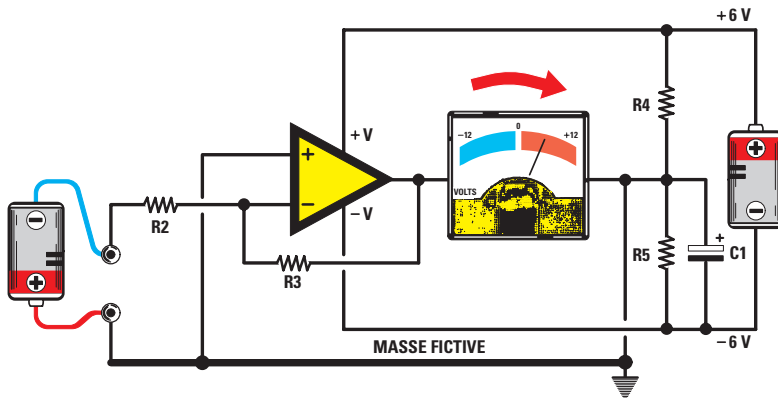 +6 V
R4
-12
0
+12
+V
+
+
-
VOLTS
-
-V
R2
R5
+
C1
-
R3
+
MASSE FICTIVE
-6 V